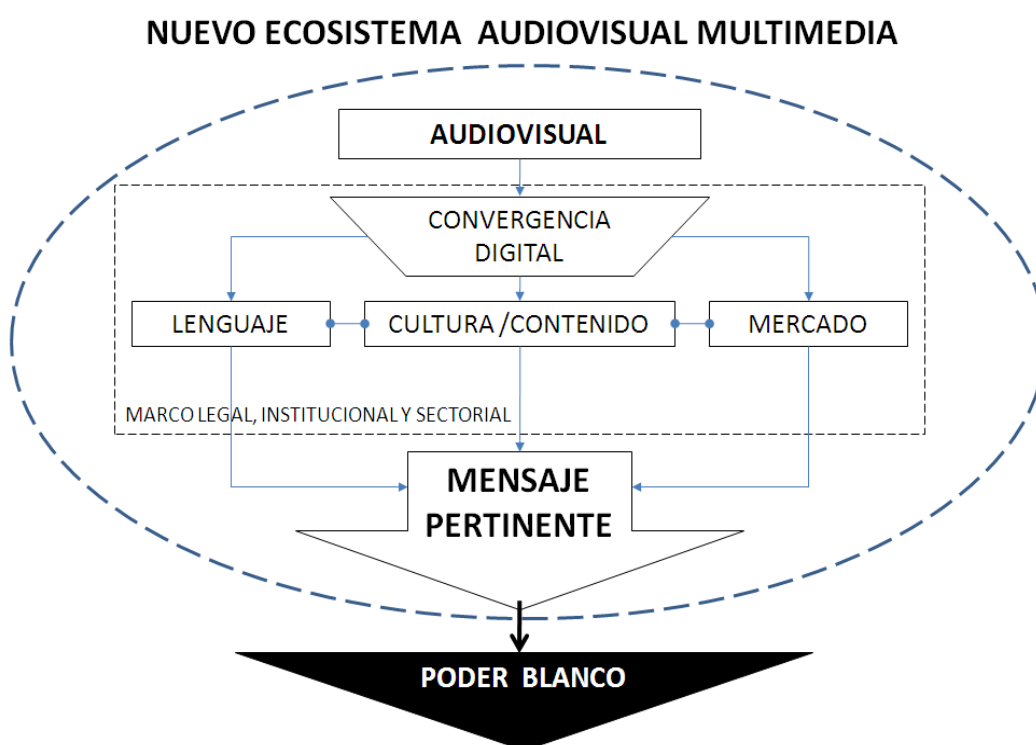 NUEVO ECOSISTEMA AUDIOVISUAL MULTIMEDIA
AUDIOVISUAL
CONVERGENCIA
DIGITAL
LENGUAJE
CULTURA /CONTENIDO
MERCADO
MARCO LEGAL, INSTITUCIONAL Y SECTORIAL
MENSAJE
PERTINENTE
PODER BLANCO